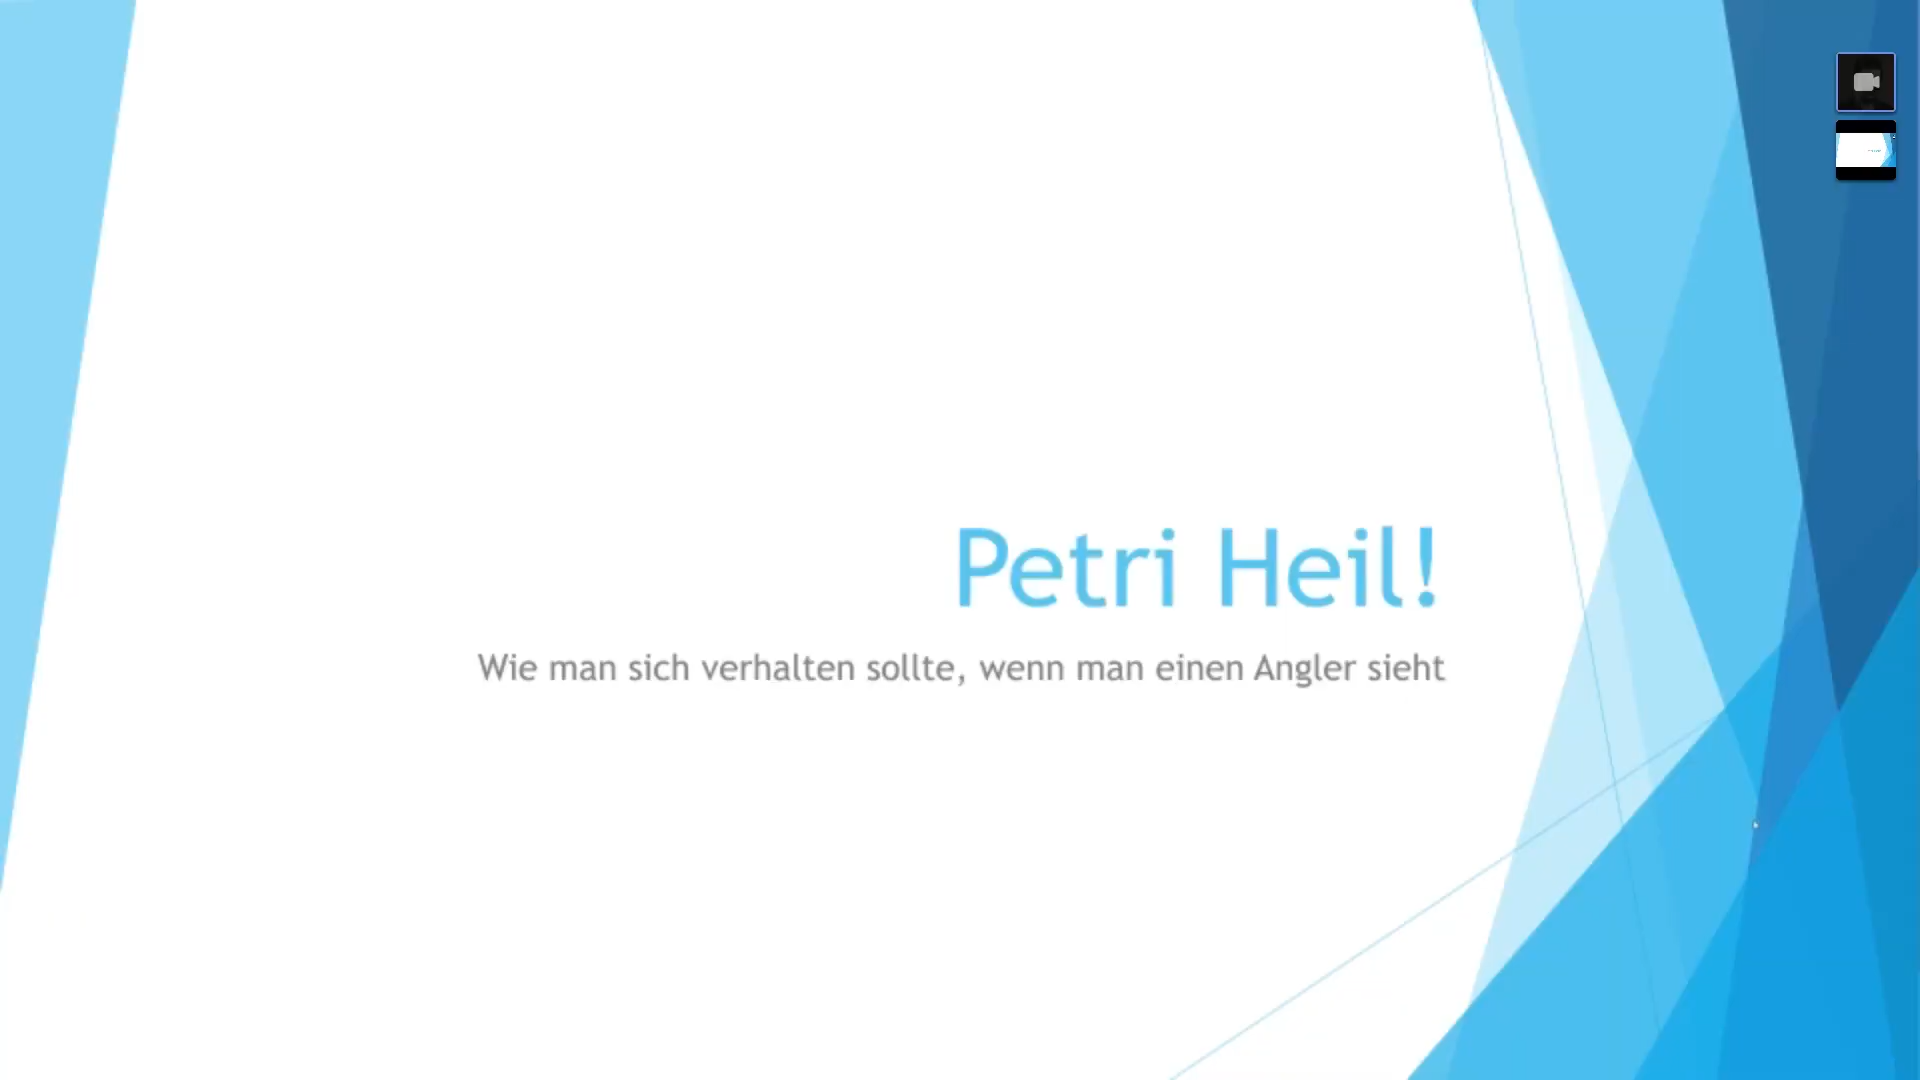 Petri Heil!
Wie man sich verhalten sollte, wenn man einen Angler sieht